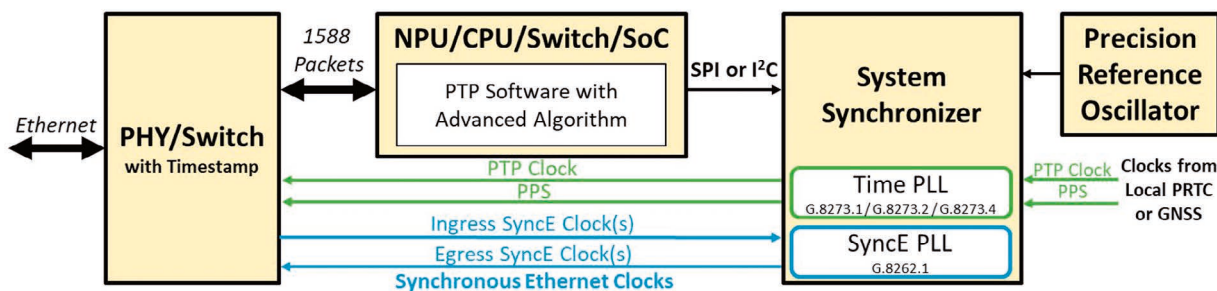 Ethernet
PHY/Switch
with Timestamp
1588
Packets
NPU/CPU/Switch/SoC
PTP Software with
Advanced Algorithm
SPI or I²C
System
Synchronizer
Precision
Reference
Oscillator
PTP Clock
PPS
Ingress SyncE Clock(s)
Egress SyncE Clock(s)
Synchronous Ethernet Clocks
Time PLL
G.8273.1/G.8273.2/G.8273.4
SyncE PLL
G.8262.1
PTP Clock
PPS
Clocks from
Local PRTC
or GNSS